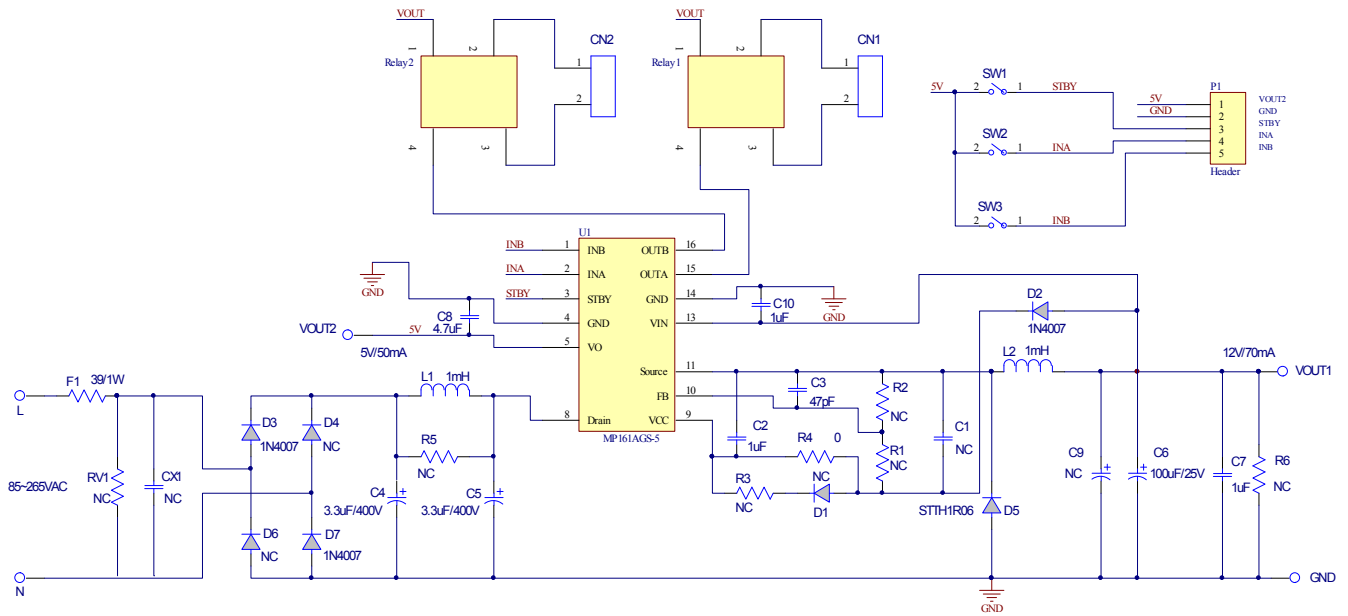 VOUT
1
2
Relay2
4
3
CN2
1
2
VOUT
1
2
Relay1
4
3
CN1
1
2
5V
2
SW1
1
STBY
2
SW2
1
INA
2
SW3
1
INB
P1
5V
1
VOUT2
GND
2
GND
3
STBY
4
INA
5
INB
Header
U1
INB
1
INB
OUTB
16
INA
2
INA
OUTA
15
STBY
3
STBY
GND
14
4
GND
VIN
13
5
VO
Source
11
FB
10
8
Drain
VCC
9
MP161AGS-5
GND
C8
4.7uF
VOUT2
5V
5V/50mA
C10
1uF
GND
D2
1N4007
L2
1mH
12V/70mA
VOUT1
F1
39/1W
L
N
85~265VAC
RV1
NC
CX1
NC
D3
1N4007
D4
NC
D6
NC
D7
1N4007
L1
1mH
R5
NC
C4
3.3uF/400V
C5
3.3uF/400V
C3
47pF
R2
NC
C2
1uF
R4
0
R1
NC
C1
NC
R3
NC
NC
D1
STTH1R06
D5
C9
NC
C6
100uF/25V
C7
1uF
R6
NC
GND
GND